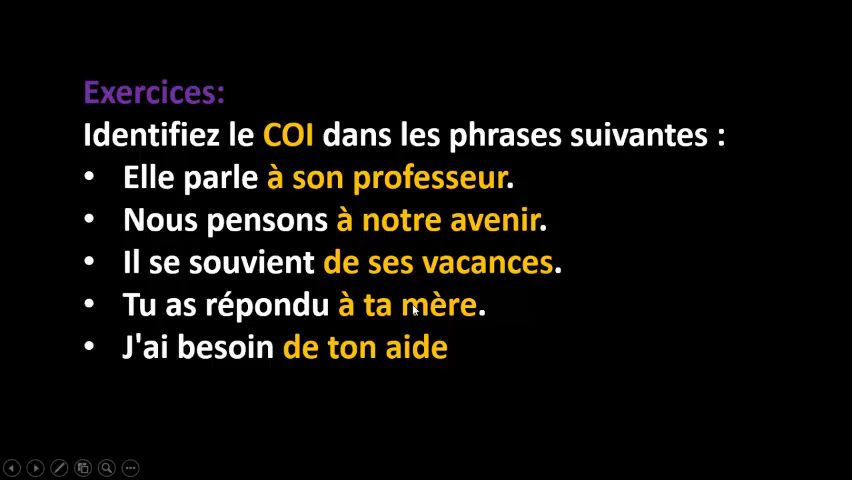 Exercices:
Identifiez le COI dans les phrases suivantes :
• Elle parle à son professeur.
• Nous pensons à notre avenir.
• Il se souvient de ses vacances.
• Tu as répondu à ta mère.
• J'ai besoin de ton aide